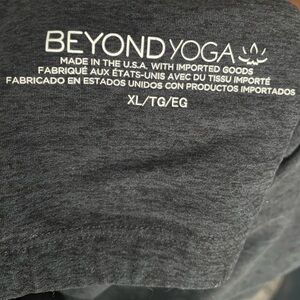 BEYOND YOGA
MADE IN THE U.S.A. WITH IMPORTED GOODS
FABRIQUÉ AUX ÉTATS-UNIS AVEC DU TISSU IMPORTÉ
FABRICADO EN ESTADOS UNIDOS CON PRODUCTOS IMPORTADOS
XL/TG/EG